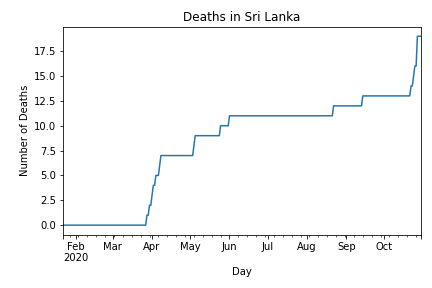 Deaths in Sri Lanka
Number of Deaths
17.5
15.0
12.5
10.0
7.5
5.0
2.5
0.0
Feb Mar Apr May Jun Jul Aug Sep Oct
2020
Day